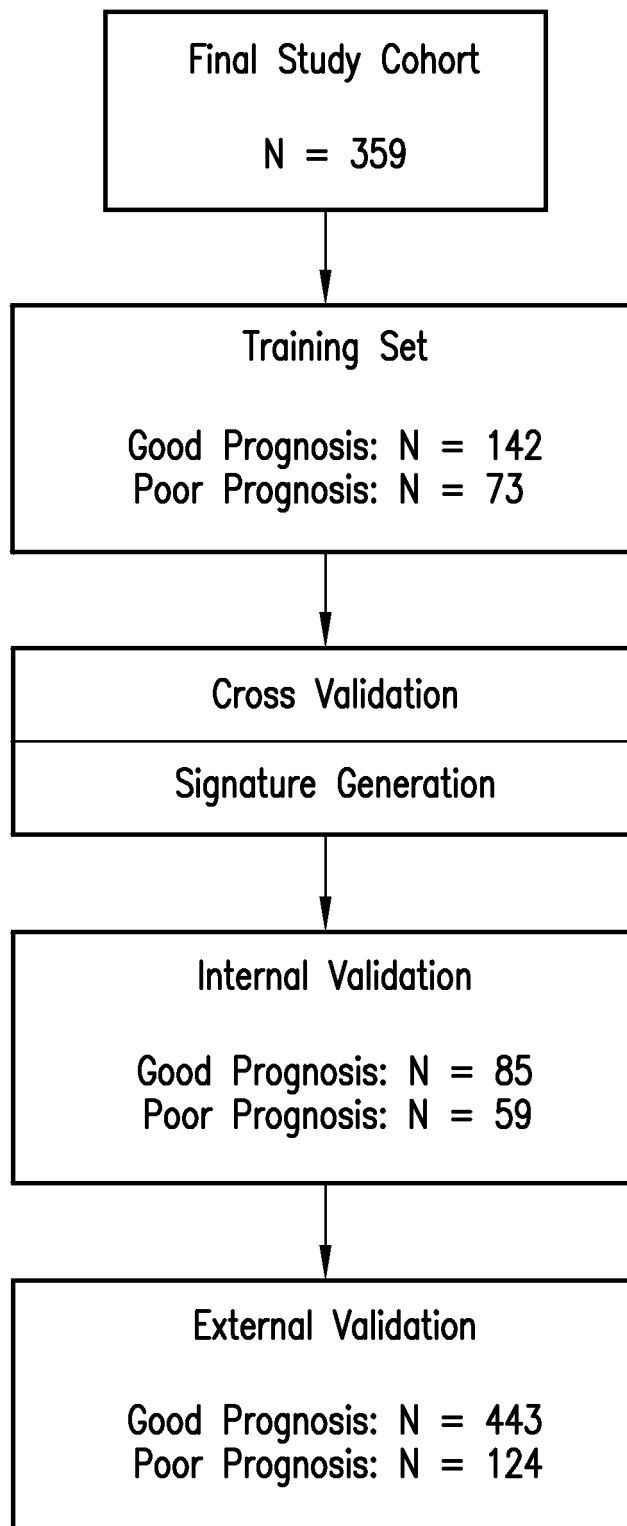 Final Study Cohort
N = 359
Training Set
Good Prognosis: N = 142
Poor Prognosis: N = 73
Cross Validation
Signature Generation
Internal Validation
Good Prognosis: N = 85
Poor Prognosis: N = 59
External Validation
Good Prognosis: N = 443
Poor Prognosis: N = 124